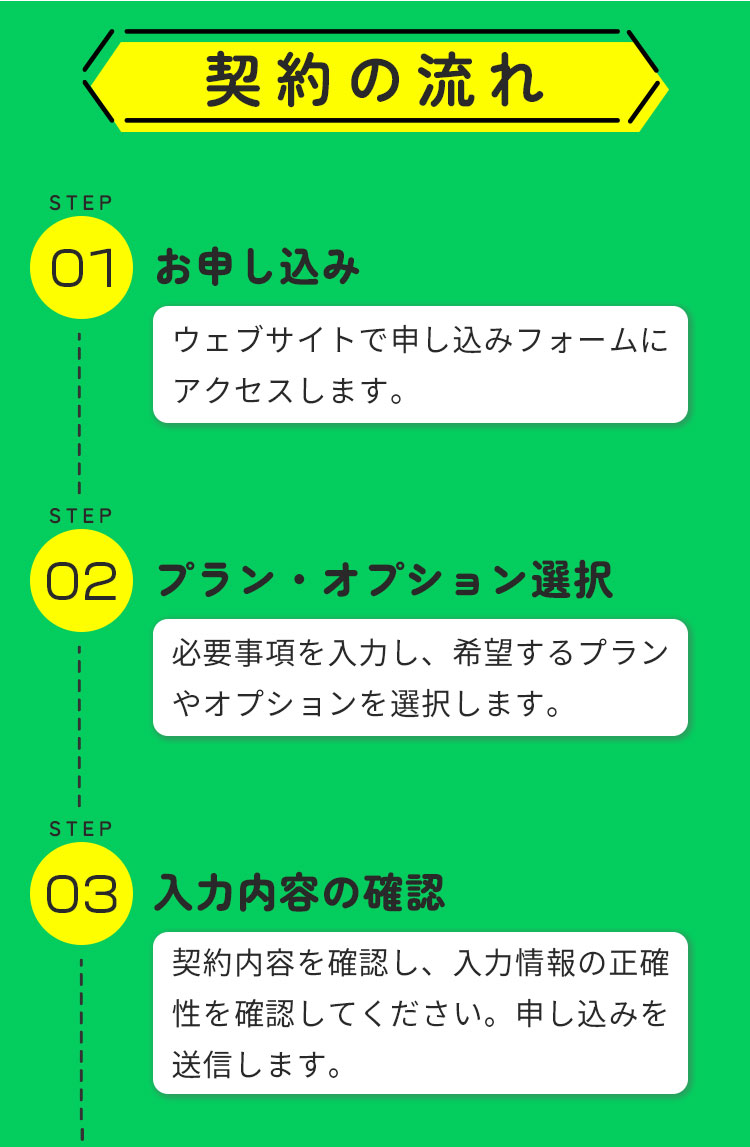 契約の流れ
STEP
01
お申し込み
ウェブサイトで申し込みフォームに
アクセスします。
STEP
02
プラン・オプション選択
必要事項を入力し、希望するプラン
やオプションを選択します。
STEP
03
入力内容の確認
契約内容を確認し、入力情報の正確
性を確認してください。申し込みを
送信します。